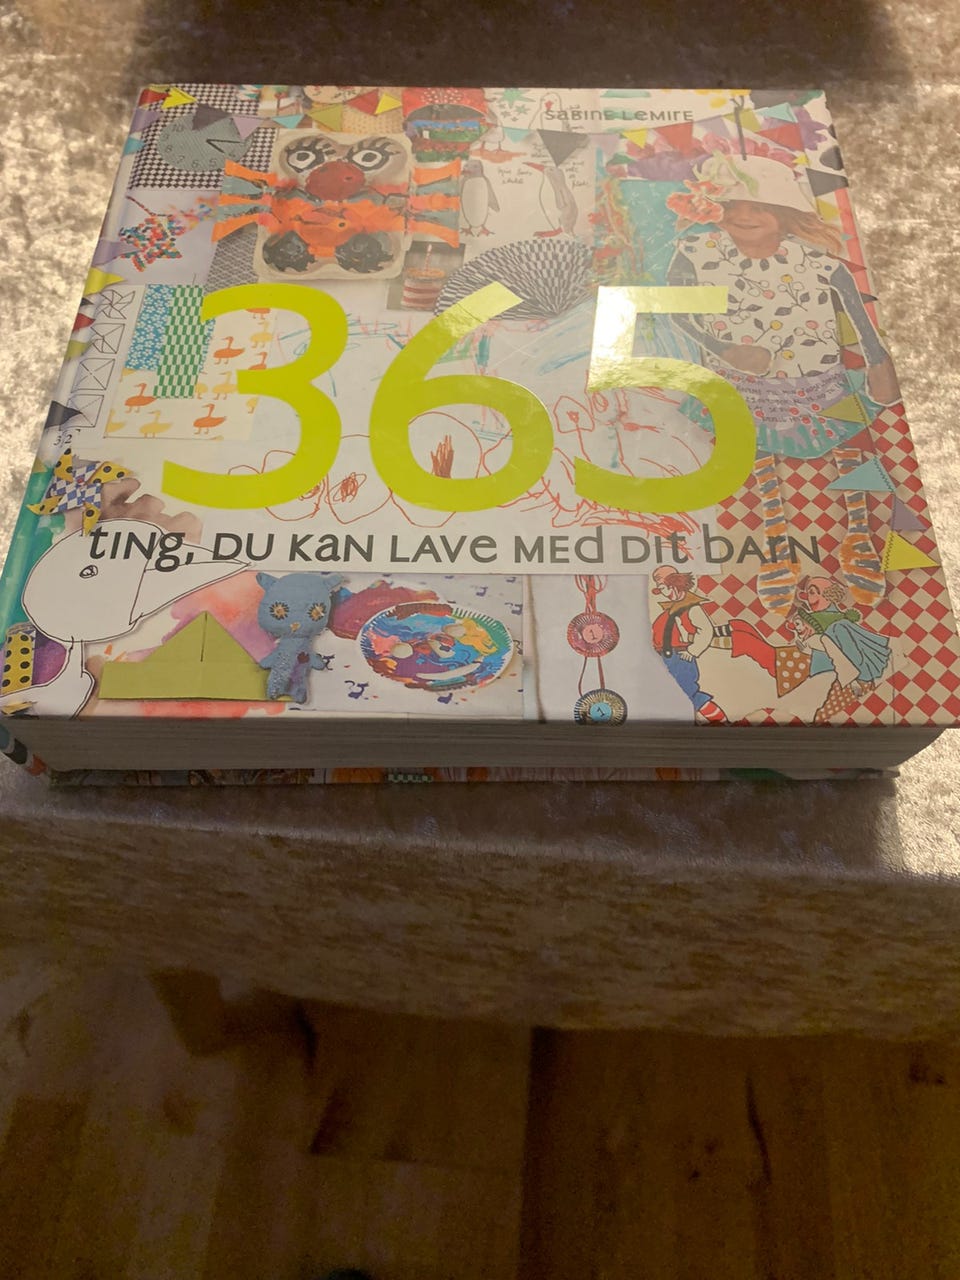 SABINE LEMIRE
365
tING, DU KaN LAVe MED DIt bARN